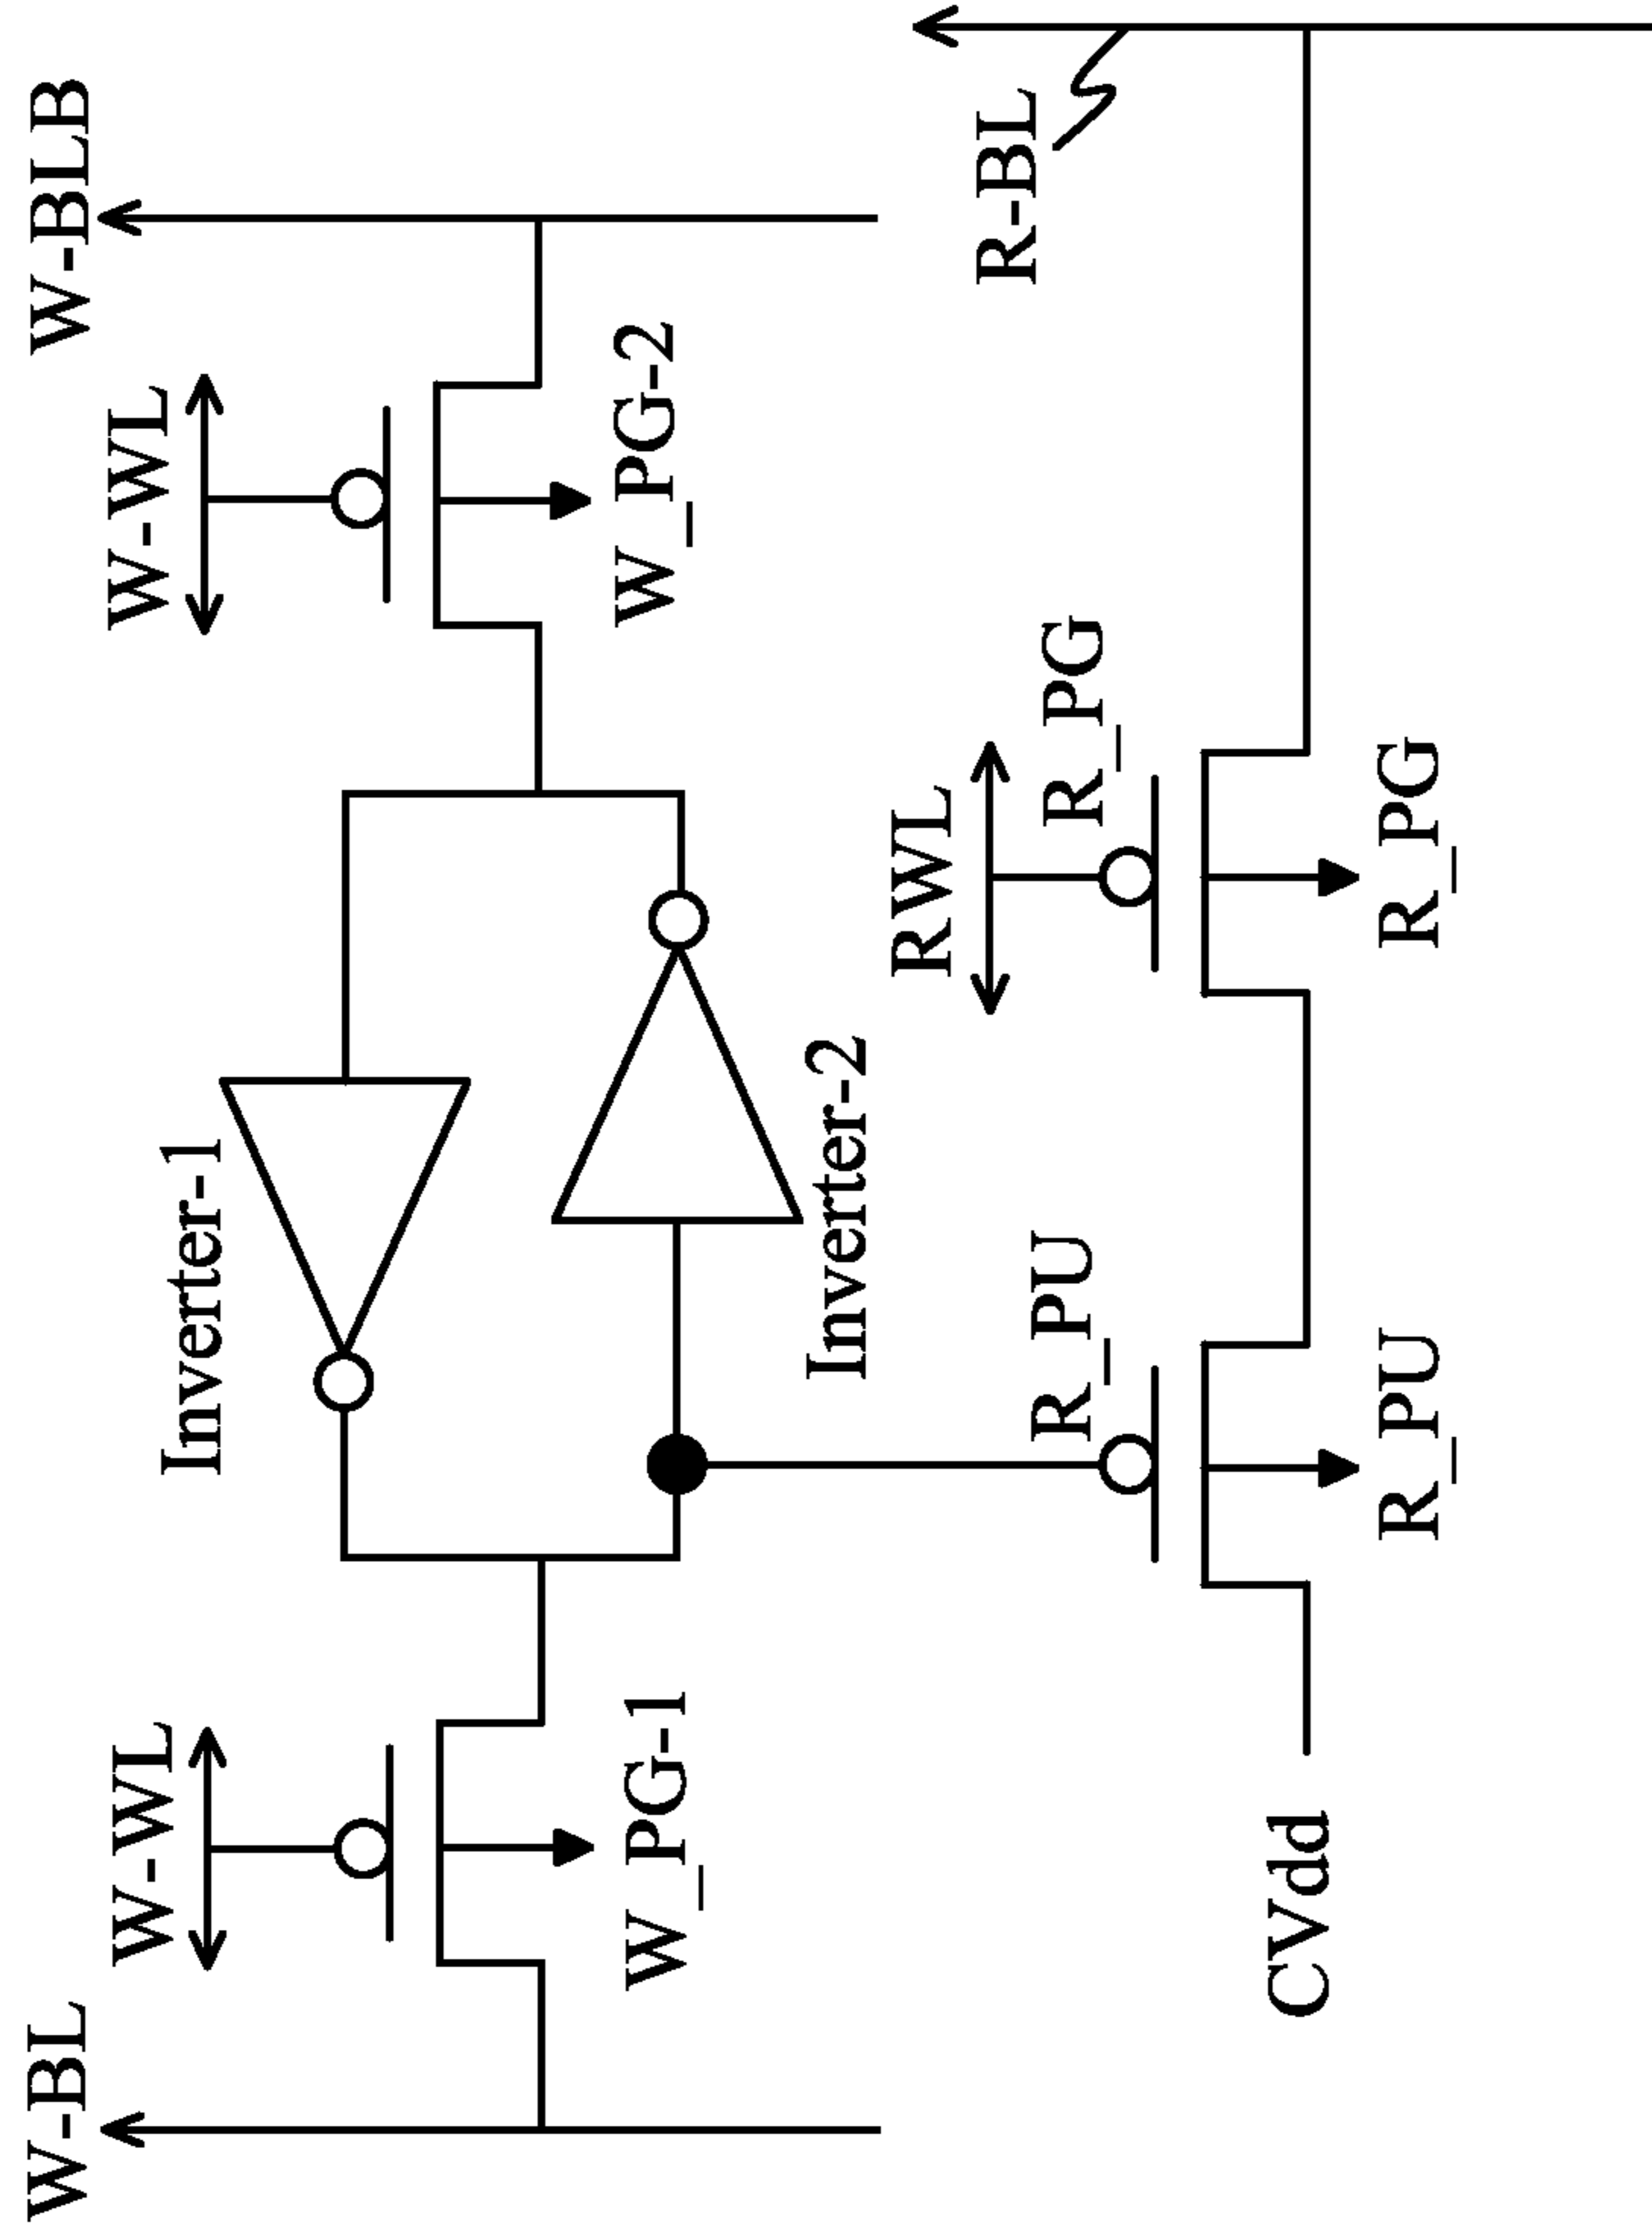 W-BL
W-BLB
W-WL
W-WL
Inverter-1
W_PG-1
W_PG-2
Inverter-2
RWL
R-BL
R_PU
R_PG
CVdd
R_PU
R_PG